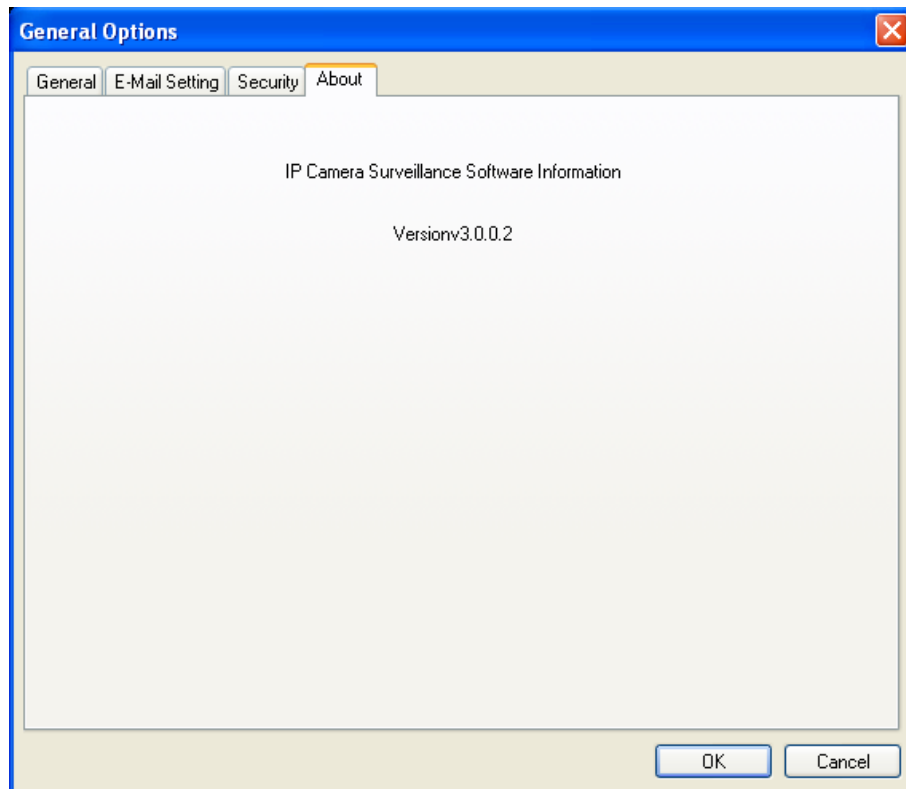 General Options
General E-Mail Setting Security About
IP Camera Surveillance Software Information
Versionv3.0.0.2
OK Cancel